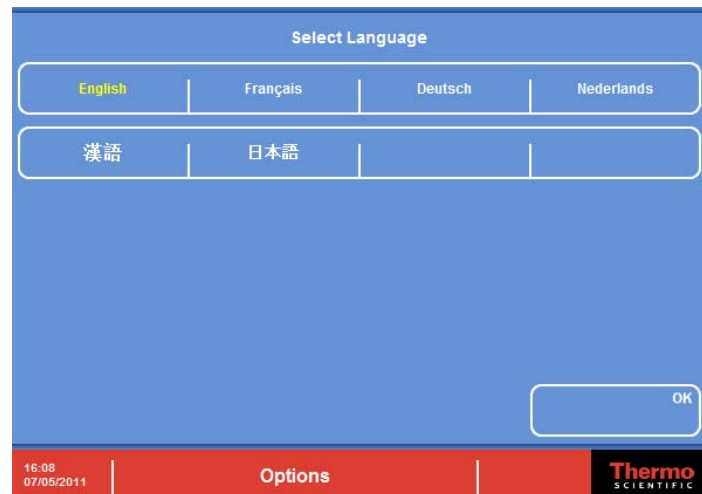 Select Language
English Français Deutsch Nederlands
漢語 日本語
OK
16:08
07/05/2011
Options
Thermo
SCIENTIFIC